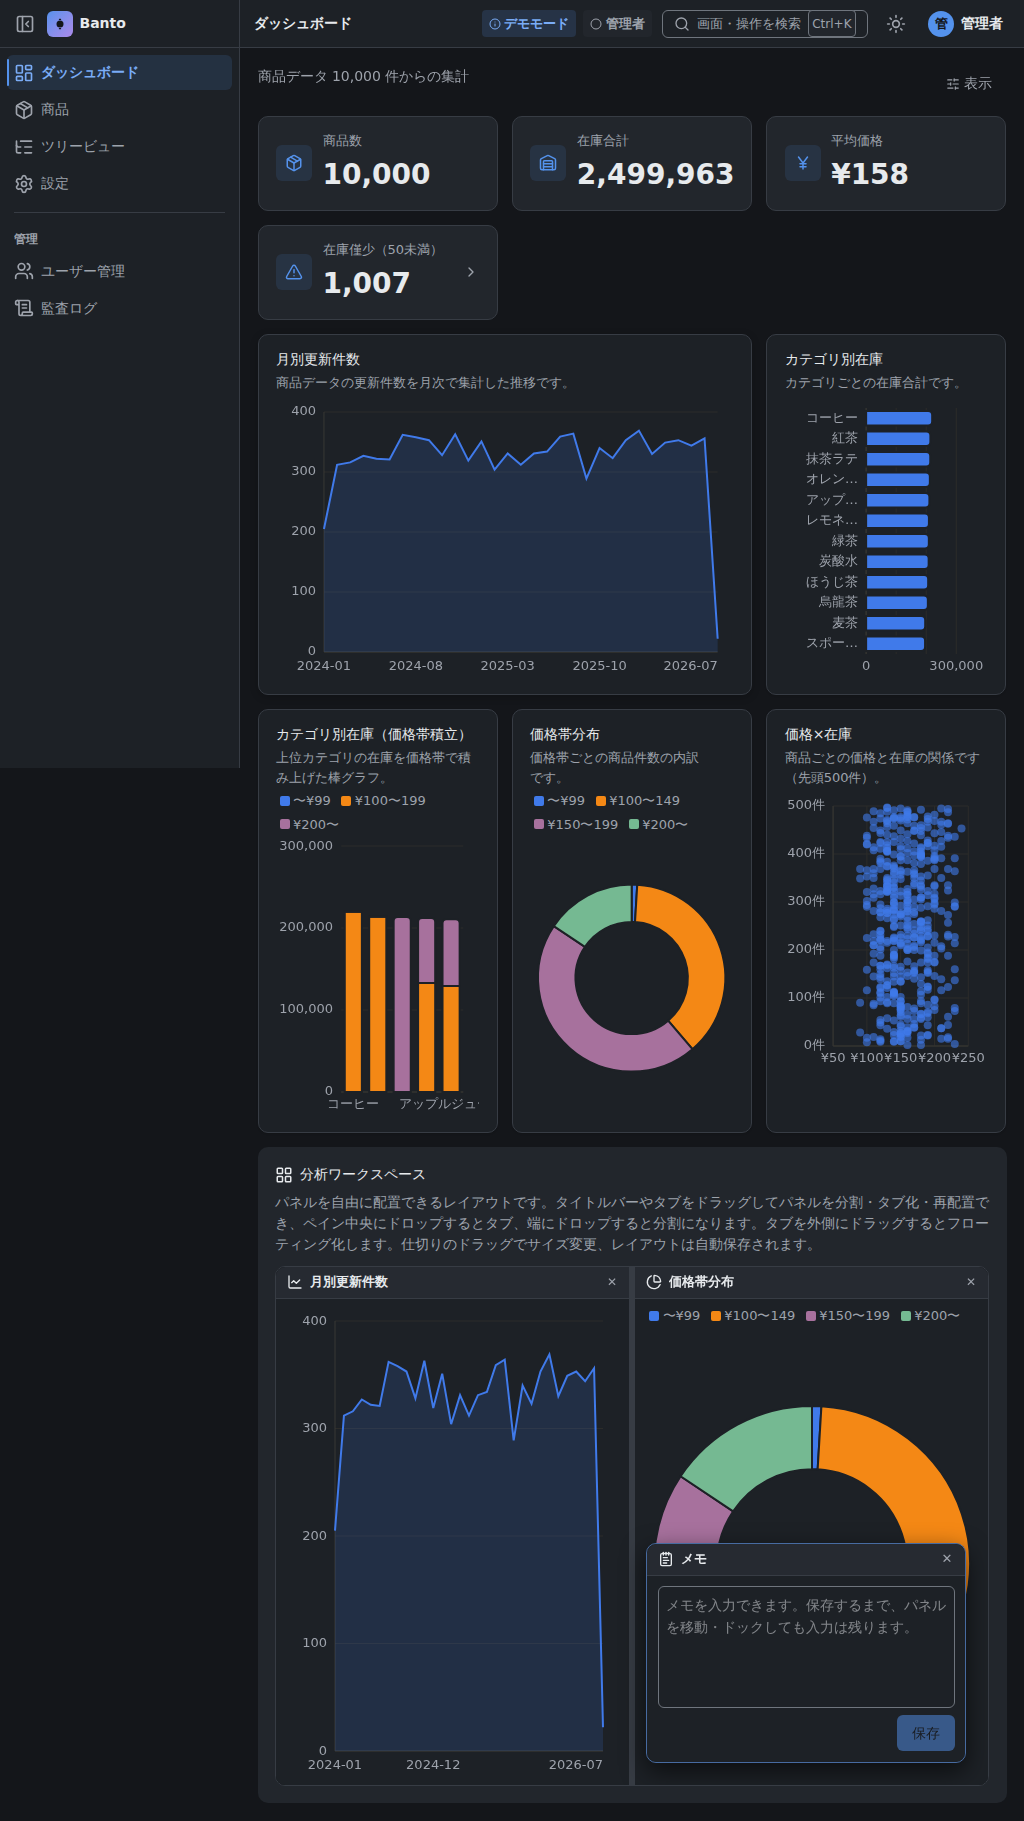 Banto
ダッシュボード
デモモード
管理者
画面・操作を検索
Ctrl+K
管
管理者
ダッシュボード
商品
ツリービュー
設定
管理
ユーザー管理
監査ログ
商品データ 10,000 件からの集計
表示
商品数
10,000
在庫合計
2,499,963
平均価格
¥158
在庫僅少（50未満）
1,007
月別更新件数
商品データの更新件数を月次で集計した推移です。
400
300
200
100
0
2024-01
2024-08
2025-03
2025-10
2026-07
カテゴリ別在庫
カテゴリごとの在庫合計です。
コーヒー
紅茶
抹茶ラテ
オレン…
アップ…
レモネ…
緑茶
炭酸水
ほうじ茶
烏龍茶
麦茶
スポー…
0
300,000
カテゴリ別在庫（価格帯積立）
上位カテゴリの在庫を価格帯で積
み上げた棒グラフ。
〜¥99
¥100〜199
¥200〜
300,000
200,000
100,000
0
コーヒー
アップルジュー
価格帯分布
価格帯ごとの商品件数の内訳
です。
〜¥99
¥100〜149
¥150〜199
¥200〜
価格×在庫
商品ごとの価格と在庫の関係です
（先頭500件）。
500件
400件
300件
200件
100件
0件
¥50
¥100
¥150
¥200
¥250
分析ワークスペース
パネルを自由に配置できるレイアウトです。タイトルバーやタブをドラッグしてパネルを分割・タブ化・再配置で
き、ペイン中央にドロップするとタブ、端にドロップすると分割になります。タブを外側にドラッグするとフロー
ティング化します。仕切りのドラッグでサイズ変更、レイアウトは自動保存されます。
月別更新件数
400
300
200
100
0
2024-01
2024-12
2026-07
価格帯分布
〜¥99
¥100〜149
¥150〜199
¥200〜
メモ
メモを入力できます。保存するまで、パネル
を移動・ドックしても入力は残ります。
保存